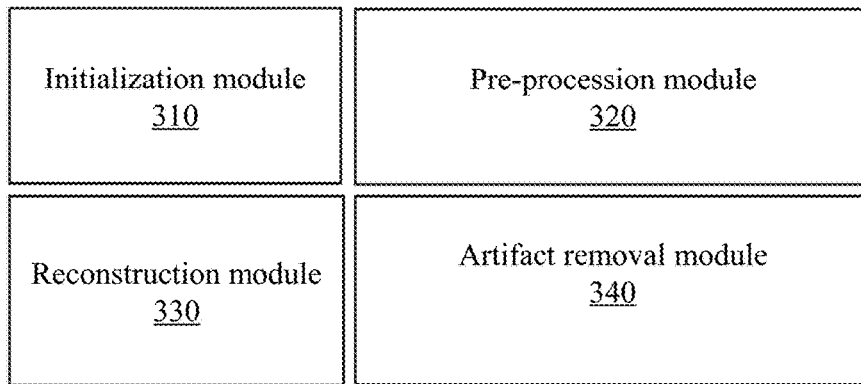 Initialization module
310
Pre-procession module
320
Reconstruction module
330
Artifact removal module
340